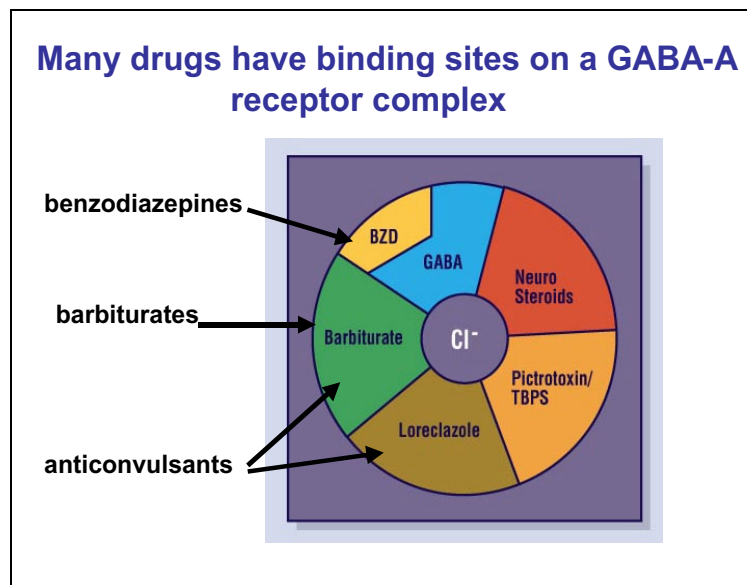 Many drugs have binding sites on a GABA-A
receptor complex
benzodiazepines
BZD
GABA
Neuro
Steroids
barbiturates
Barbiturate
Cl-
Pictrotoxin/
TBPS
Loreclazole
anticonvulsants